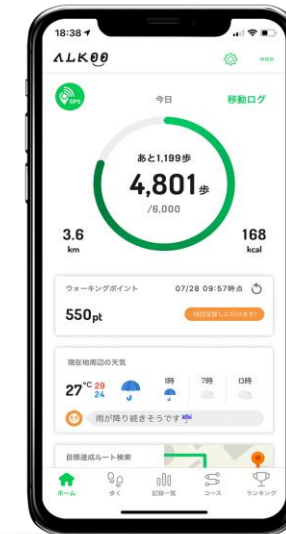 18:38
ALKOO
GPS
今日
移動ログ
あと1,199歩
4,801歩
/6,000
3.6
km
168
kcal
ウォーキングポイント
07/28 09:57時点
550pt
現在地周辺の天気
27℃
29
24
1時
7時
13時
雨が降り続きそうです
目標達成ルート検索
ホーム
歩く
記録一覧
コース
ランキング